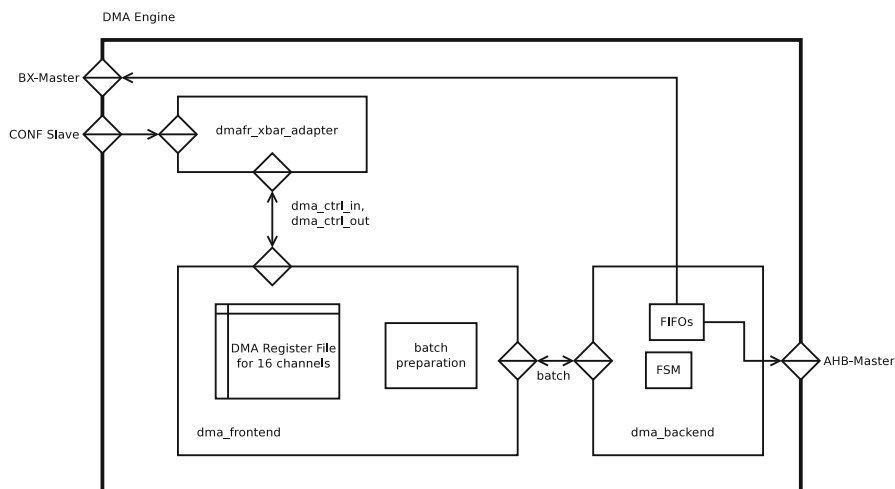 DMA Engine
BX-Master
CONF Slave
dmafr_xbar_adapter
dma_ctrl_in,
dma_ctrl_out
DMA Register File
for 16 channels
batch
preparation
batch
FIFOs
FSM
AHB-Master
dma_frontend
dma_backend